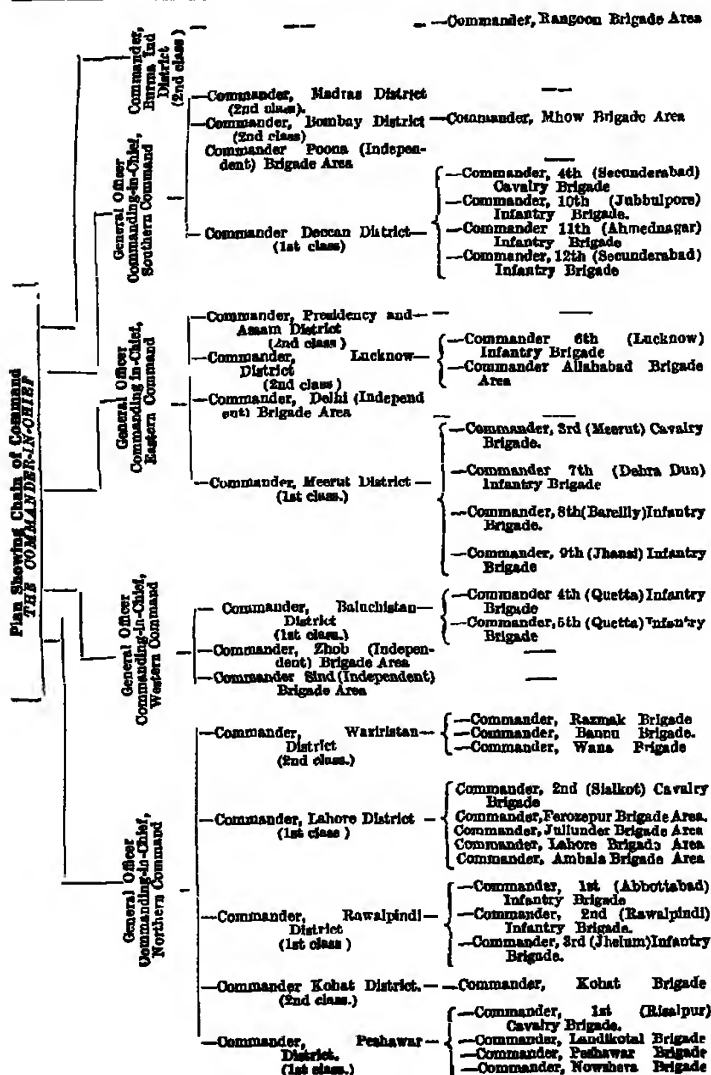 Plan Showing Chain of Command
THE COMMANDER-IN-CHIEF
Commander,
Burma Ind
District
(2nd class)
—Commander, Rangoon Brigade Area
General Officer
Commanding-in-Chief,
Southern Command
—Commander, Madras District
(2nd class).
—Commander, Bombay District
(2nd class)
—Commander, Mhow Brigade Area
Commander Poona (Indepen-
dent) Brigade Area
— Commander Deccan District—
(1st class)
—Commander, 4th (Secunderabad)
Cavalry Brigade
—Commander, 10th (Jubbulpore)
Infantry Brigade.
—Commander 11th (Ahmednagar)
Infantry Brigade
—Commander, 12th (Secunderabad)
Infantry Brigade
General Officer
Commanding in-Chief,
Eastern Command
—Commander, Presidency and—
Assam District
(2nd class)
—Commander, Lucknow—
District
(2nd class)
—Commander 6th (Lucknow)
Infantry Brigade
—Commander Allahabad Brigade
Area
—Commander, Delhi (Independ
ent) Brigade Area
—Commander, Meerut District—
(1st class.)
—Commander, 3rd (Meerut) Cavalry
Brigade.
—Commander 7th (Dehra Dun)
Infantry Brigade
—Commander, 8th(Bareilly)Infantry
Brigade.
—Commander, 9th (Jhansi) Infantry
Brigade
General Officer
Commanding-in-Chief,
Western Command
Commander, Baluchistan—
District
(1st class.)
—Commander 4th (Quetta) Infantry
Brigade
—Commander, 5th (Quetta) Infantry
Brigade
—Commander, Zhob (Indepen-
dent) Brigade Area
—Commander Sind (Independent)
Brigade Area
General Officer
Commanding-in-Chief,
Northern Command
—Commander, Waziristan—
District
(2nd class.)
—Commander, Razmak Brigade
—Commander, Bannu Brigade.
—Commander, Wana Brigade
—Commander, Lahore District —
(1st class )
Commander, 2nd (Sialkot) Cavalry
Brigade
Commander, Ferozepur Brigade Area.
Commander, Jullunder Brigade Area
Commander, Lahore Brigade Area
Commander, Ambala Brigade Area
—Commander, Rawalpindi—
District
(1st class )
—Commander, 1st (Abbottabad)
Infantry Brigade
—Commander, 2nd (Rawalpindi)
Infantry Brigade.
—Commander, 3rd (Jhelum)Infantry
Brigade.
—Commander Kohat District. —
(2nd class.)
—Commander, Kohat Brigade
—Commander, Peshawar
District.
(1st class.)
—Commander, 1st (Risalpur)
Cavalry Brigade.
—Commander, Landikotal Brigade
—Commander, Peshawar Brigade
—Commander, Nowshera Brigade